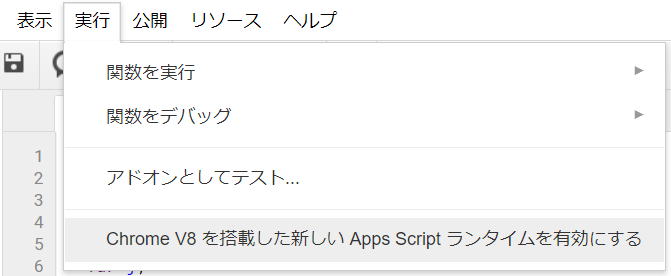 表示 実行 公開 リソース ヘルプ
関数を実行
関数をデバッグ
アドオンとしてテスト...
Chrome V8 を搭載した新しい Apps Script ランタイムを有効にする
1
2
3
4
5
6